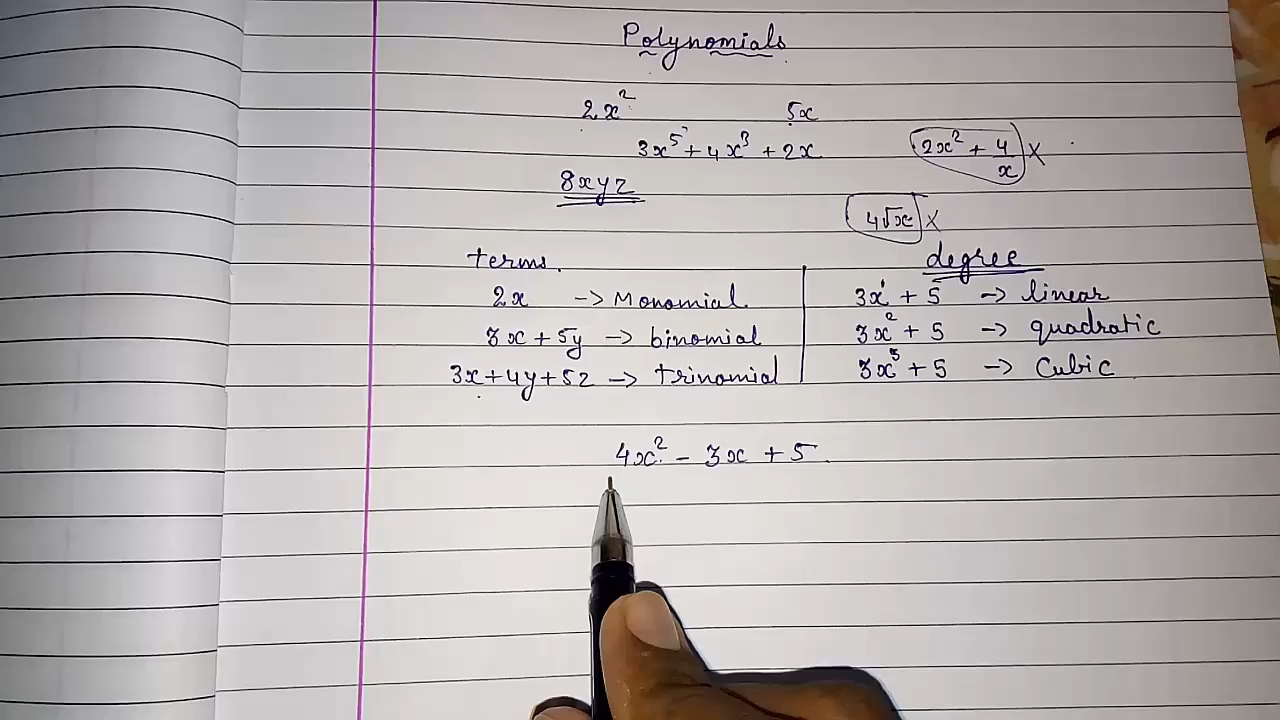 Polynomials
2x² 5x
3x⁵ + 4x³ + 2x 2x² + 4/x X
8xyz
4√x X
terms. degree
2x -> Monomial 3x¹ + 5 -> linear
3x + 5y -> binomial 3x² + 5 -> quadratic
3x+4y+5z -> trinomial 3x³ + 5 -> Cubic
4x² - 3x + 5.